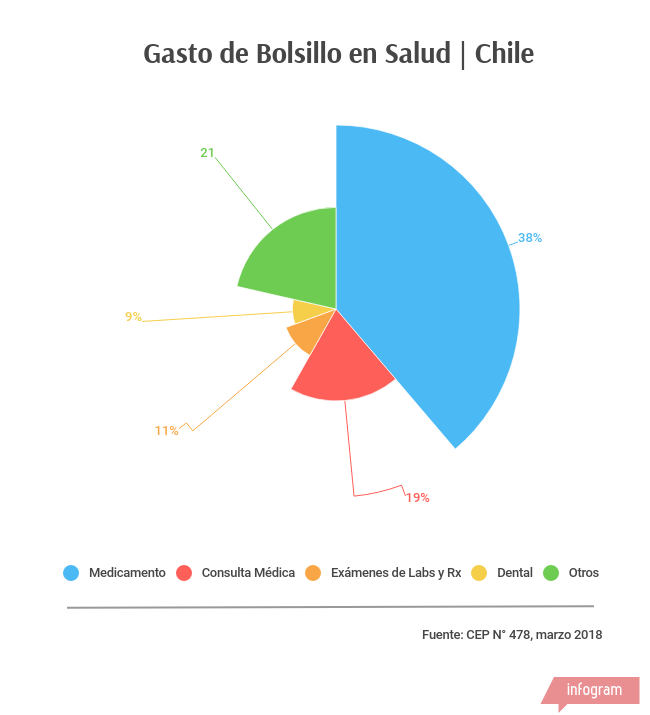 Gasto de Bolsillo en Salud | Chile
21
38%
9%
11%
19%
Medicamento Consulta Médica Exámenes de Labs y Rx Dental Otros
Fuente: CEP N° 478, marzo 2018
infogram